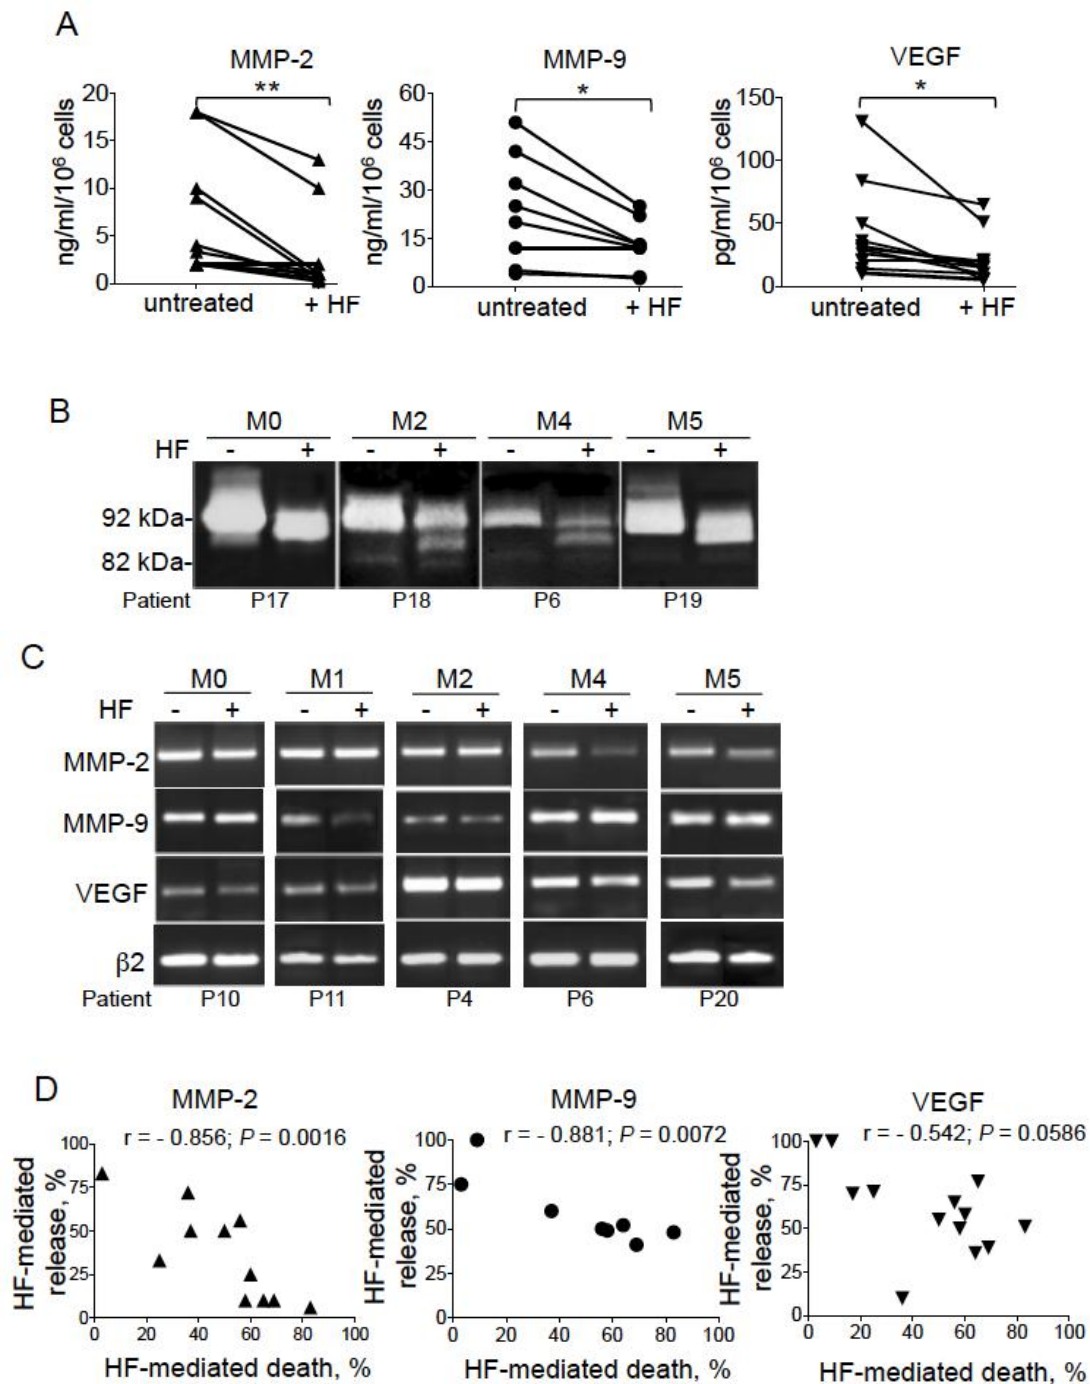 A
MMP-2
MMP-9
VEGF
**
*
*
ng/ml/10⁶ cells
20
15
10
5
0
untreated
+ HF
ng/ml/10⁶ cells
60
45
30
15
0
untreated
+ HF
pg/ml/10⁶ cells
150
100
50
0
untreated
+ HF
B
M0 M2 M4 M5
HF - + - + - + - +
92 kDa-
82 kDa-
Patient P17 P18 P6 P19
C
M0 M1 M2 M4 M5
HF - + - + - + - + - +
MMP-2
MMP-9
VEGF
β2
Patient P10 P11 P4 P6 P20
D
MMP-2
r = - 0.856; P = 0.0016
HF-mediated
release, %
100
75
50
25
0
0 20 40 60 80 100
HF-mediated death, %
MMP-9
r = - 0.881; P = 0.0072
HF-mediated
release, %
100
75
50
25
0
0 20 40 60 80 100
HF-mediated death, %
VEGF
r = - 0.542; P = 0.0586
HF-mediated
release, %
100
75
50
25
0
0 20 40 60 80 100
HF-mediated death, %